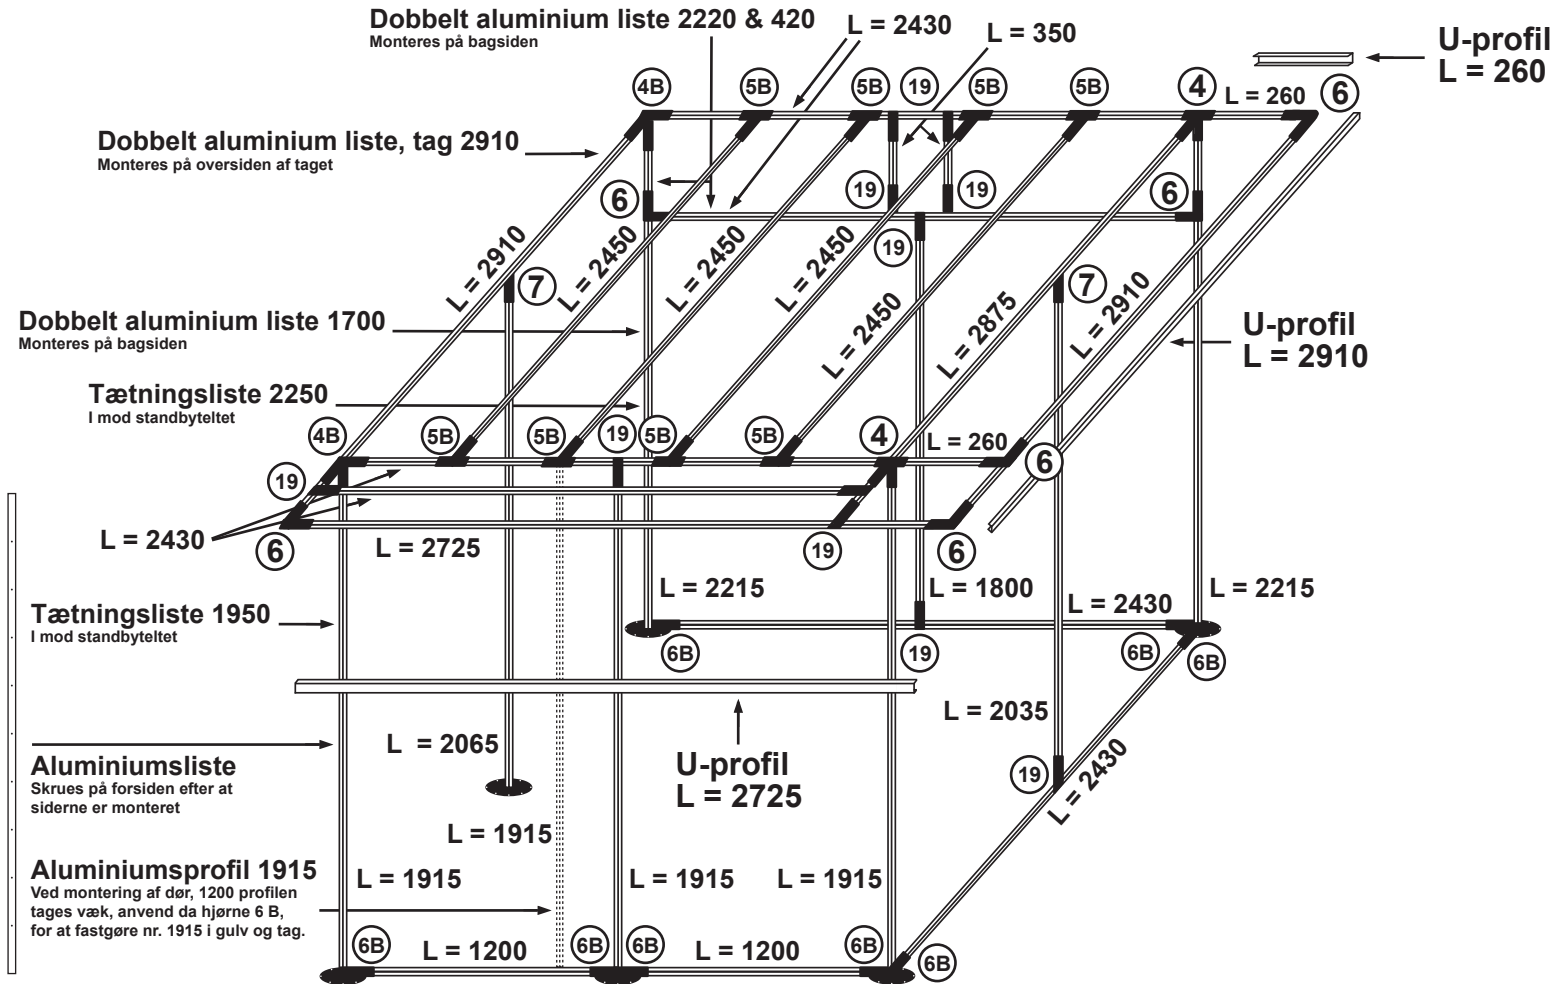 Dobbelt aluminium liste 2220 & 420
Monteres på bagsiden
L = 2430
L = 350
U-profil
L = 260
4B
5B
5B
19
5B
5B
4
L = 260
6
Dobbelt aluminium liste, tag 2910
Monteres på oversiden af taget
6
19
19
6
19
L = 2910
7
L = 2450
L = 2450
L = 2450
L = 2450
L = 2875
7
L = 2910
Dobbelt aluminium liste 1700
Monteres på bagsiden
U-profil
L = 2910
Tætningsliste 2250
I mod standbyteltet
4B
5B
5B
19
5B
5B
4
L = 260
6
19
L = 2430
6
L = 2725
19
6
L = 2215
L = 1800
L = 2430
L = 2215
Tætningsliste 1950
I mod standbyteltet
6B
19
6B
6B
L = 2065
L = 2035
Aluminiumsliste
Skrues på forsiden efter at
siderne er monteret
U-profil
L = 2725
19
L = 2430
L = 1915
Aluminiumsprofil 1915
Ved montering af dør, 1200 profilen
tages væk, anvend da hjørne 6 B,
for at fastgøre nr. 1915 i gulv og tag.
L = 1915
L = 1915
L = 1915
6B
L = 1200
6B
6B
L = 1200
6B
6B